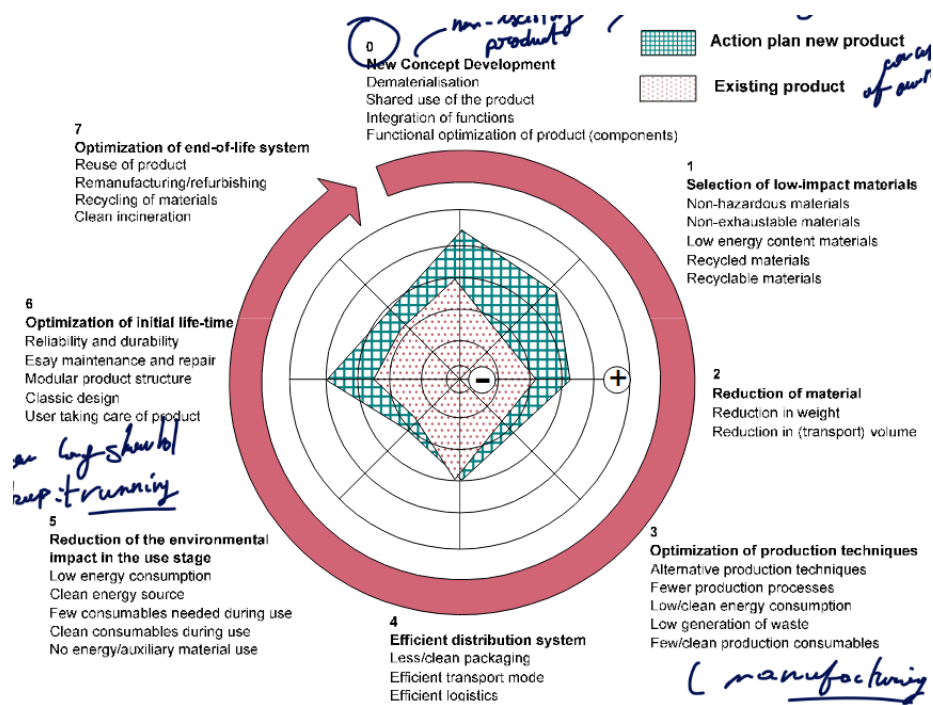 product
0
New Concept Development
Dematerialisation
Shared use of the product
Integration of functions
Functional optimization of product (components)
Action plan new product
Existing product
of
7
Optimization of end-of-life system
Reuse of product
Remanufacturing/refurbishing
Recycling of materials
Clean incineration
1
Selection of low-impact materials
Non-hazardous materials
Non-exhaustable materials
Low energy content materials
Recycled materials
Recyclable materials
6
Optimization of initial life-time
Reliability and durability
Esay maintenance and repair
Modular product structure
Classic design
User taking care of product
-
+
2
Reduction of material
Reduction in weight
Reduction in (transport) volume
long should
running
5
Reduction of the environmental
impact in the use stage
Low energy consumption
Clean energy source
Few consumables needed during use
Clean consumables during use
No energy/auxiliary material use
4
Efficient distribution system
Less/clean packaging
Efficient transport mode
Efficient logistics
3
Optimization of production techniques
Alternative production techniques
Fewer production processes
Low/clean energy consumption
Low generation of waste
Few/clean production consumables
( manufacturing